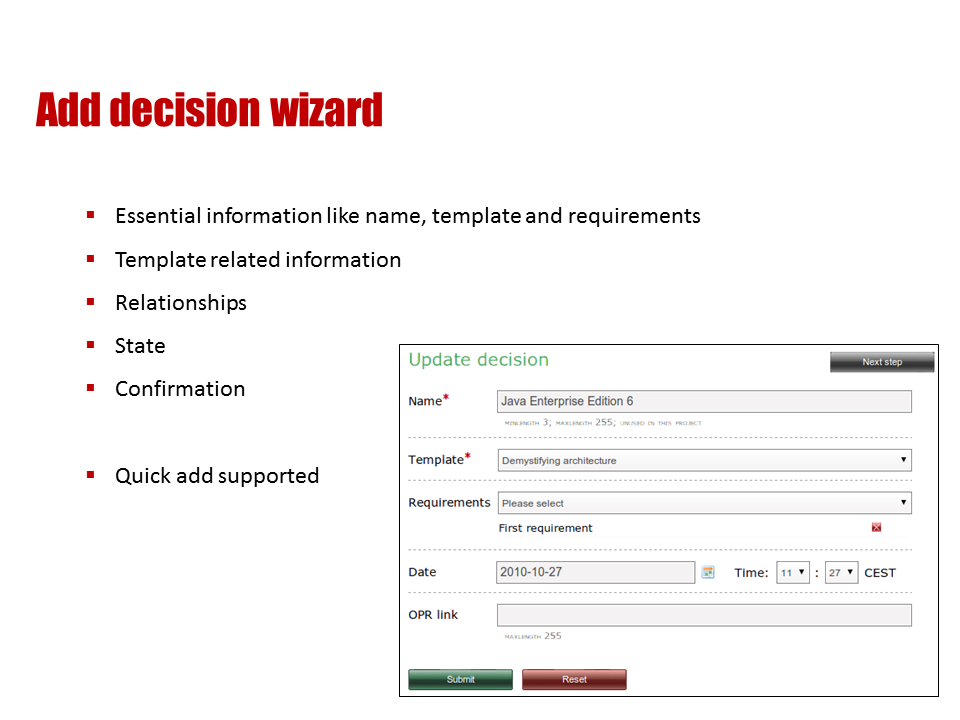 Add decision wizard
Essential information like name, template and requirements
Template related information
Relationships
State
Confirmation
Quick add supported
Update decision
Next step
Name*
Java Enterprise Edition 6
MINLENGTH 3; MAXLENGTH 255; UNUSED IN THIS PROJECT
Template*
Demystifying architecture
Requirements
Please select
First requirement
Date
2010-10-27
Time: 11 : 27 CEST
OPR link
MAXLENGTH 255
Submit
Reset